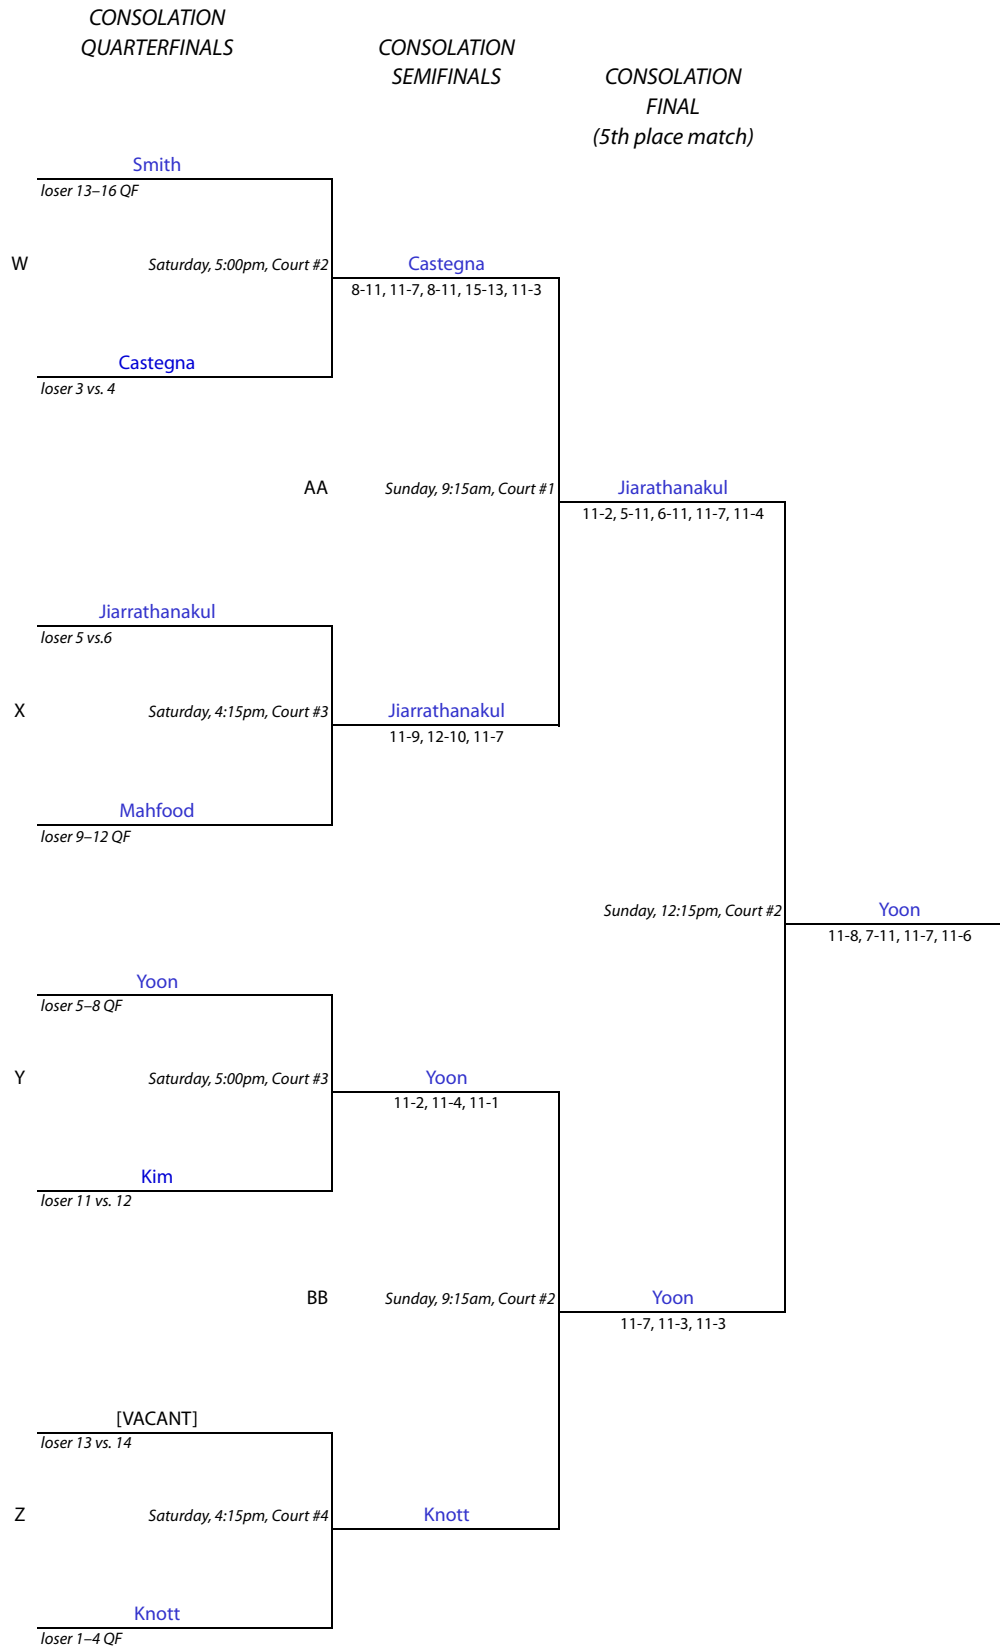 CONSOLATION
QUARTERFINALS
CONSOLATION
SEMIFINALS
CONSOLATION
FINAL
(5th place match)
Smith
loser 13–16 QF
W
Saturday, 5:00pm, Court #2
Castegna
8-11, 11-7, 8-11, 15-13, 11-3
Castegna
loser 3 vs. 4
AA
Sunday, 9:15am, Court #1
Jiarathanakul
11-2, 5-11, 6-11, 11-7, 11-4
Jiarrathanakul
loser 5 vs.6
X
Saturday, 4:15pm, Court #3
Jiarrathanakul
11-9, 12-10, 11-7
Mahfood
loser 9–12 QF
Sunday, 12:15pm, Court #2
Yoon
11-8, 7-11, 11-7, 11-6
Yoon
loser 5–8 QF
Y
Saturday, 5:00pm, Court #3
Yoon
11-2, 11-4, 11-1
Kim
loser 11 vs. 12
BB
Sunday, 9:15am, Court #2
Yoon
11-7, 11-3, 11-3
[VACANT]
loser 13 vs. 14
Z
Saturday, 4:15pm, Court #4
Knott
Knott
loser 1–4 QF